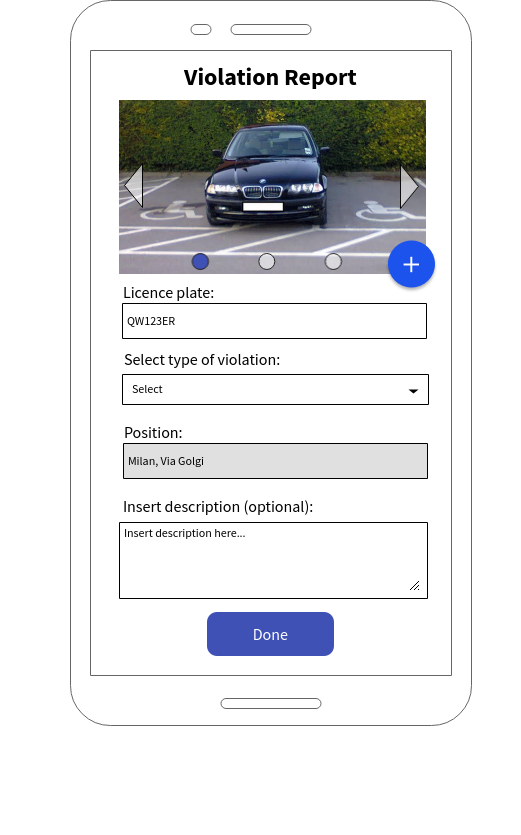 Violation Report
+
Licence plate:
QW123ER
Select type of violation:
Select
Position:
Milan, Via Golgi
Insert description (optional):
Insert description here...
Done